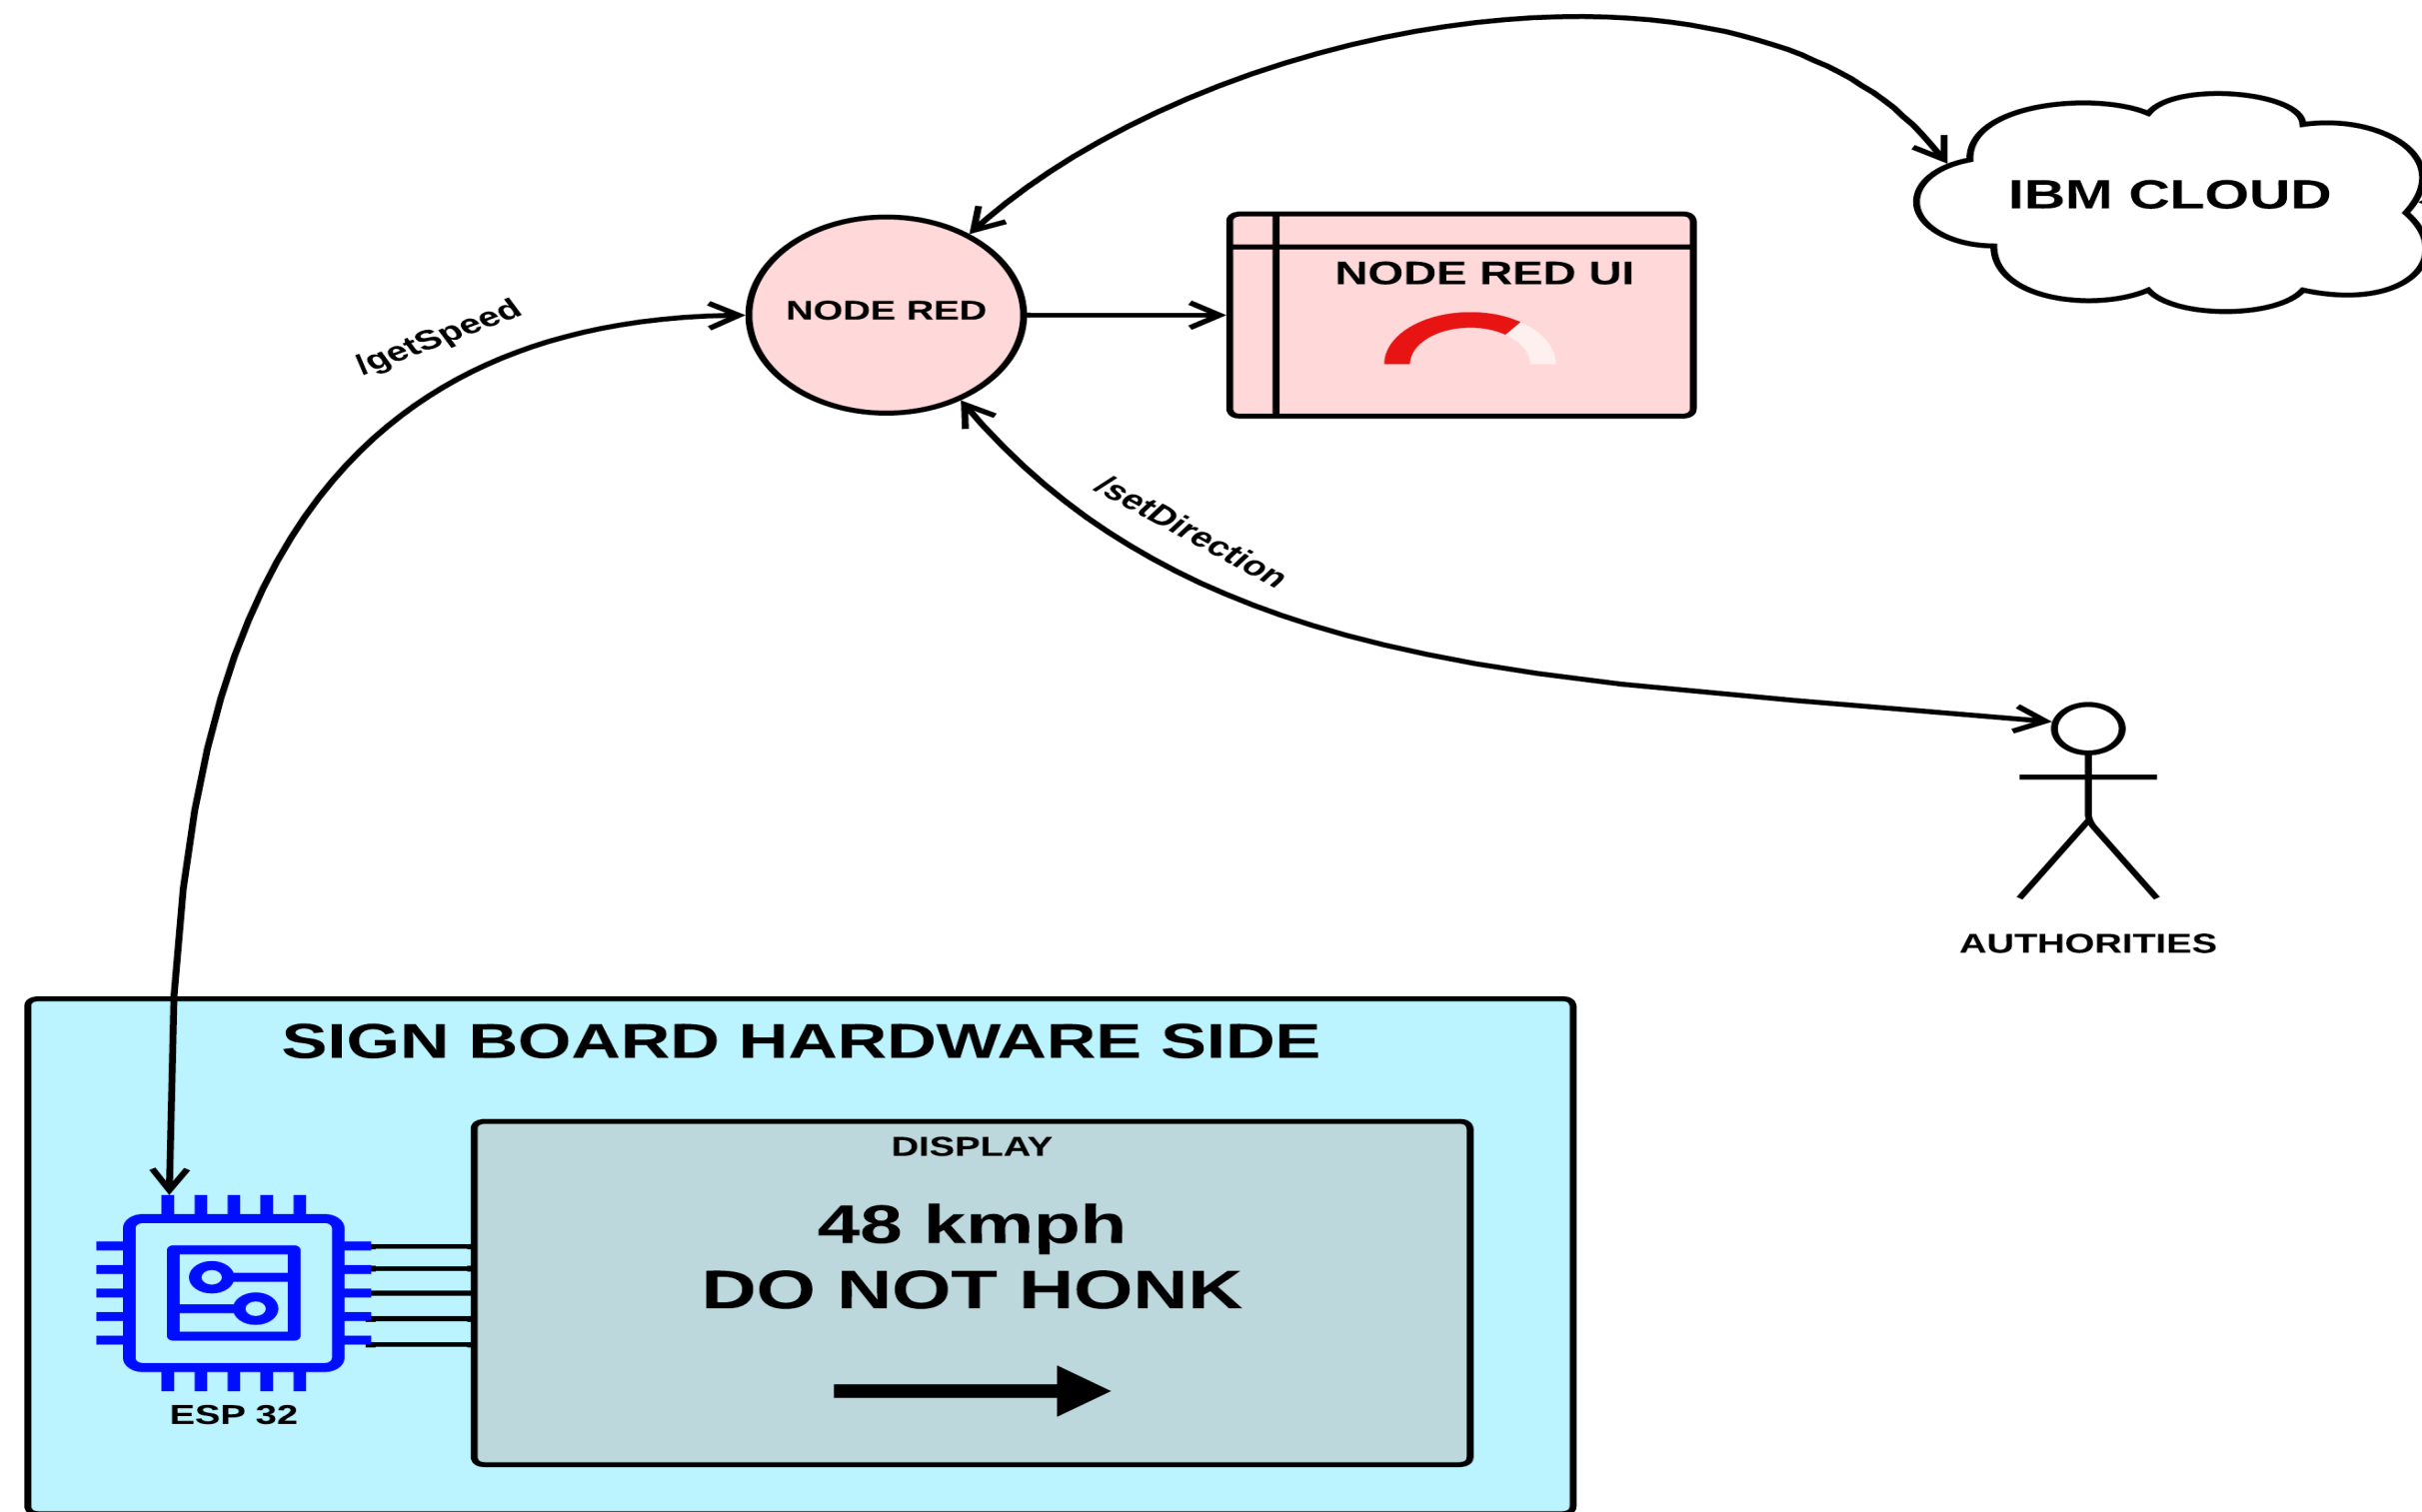 IBM CLOUD
NODE RED UI
NODE RED
/getSpeed
/setDirection
AUTHORITIES
SIGN BOARD HARDWARE SIDE
DISPLAY
48 kmph
DO NOT HONK
ESP 32